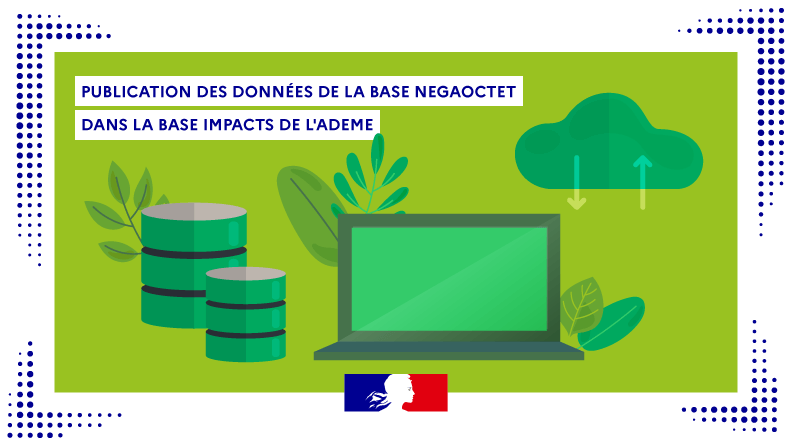 PUBLICATION DES DONNÉES DE LA BASE NEGAOCTET
DANS LA BASE IMPACTS DE L'ADEME